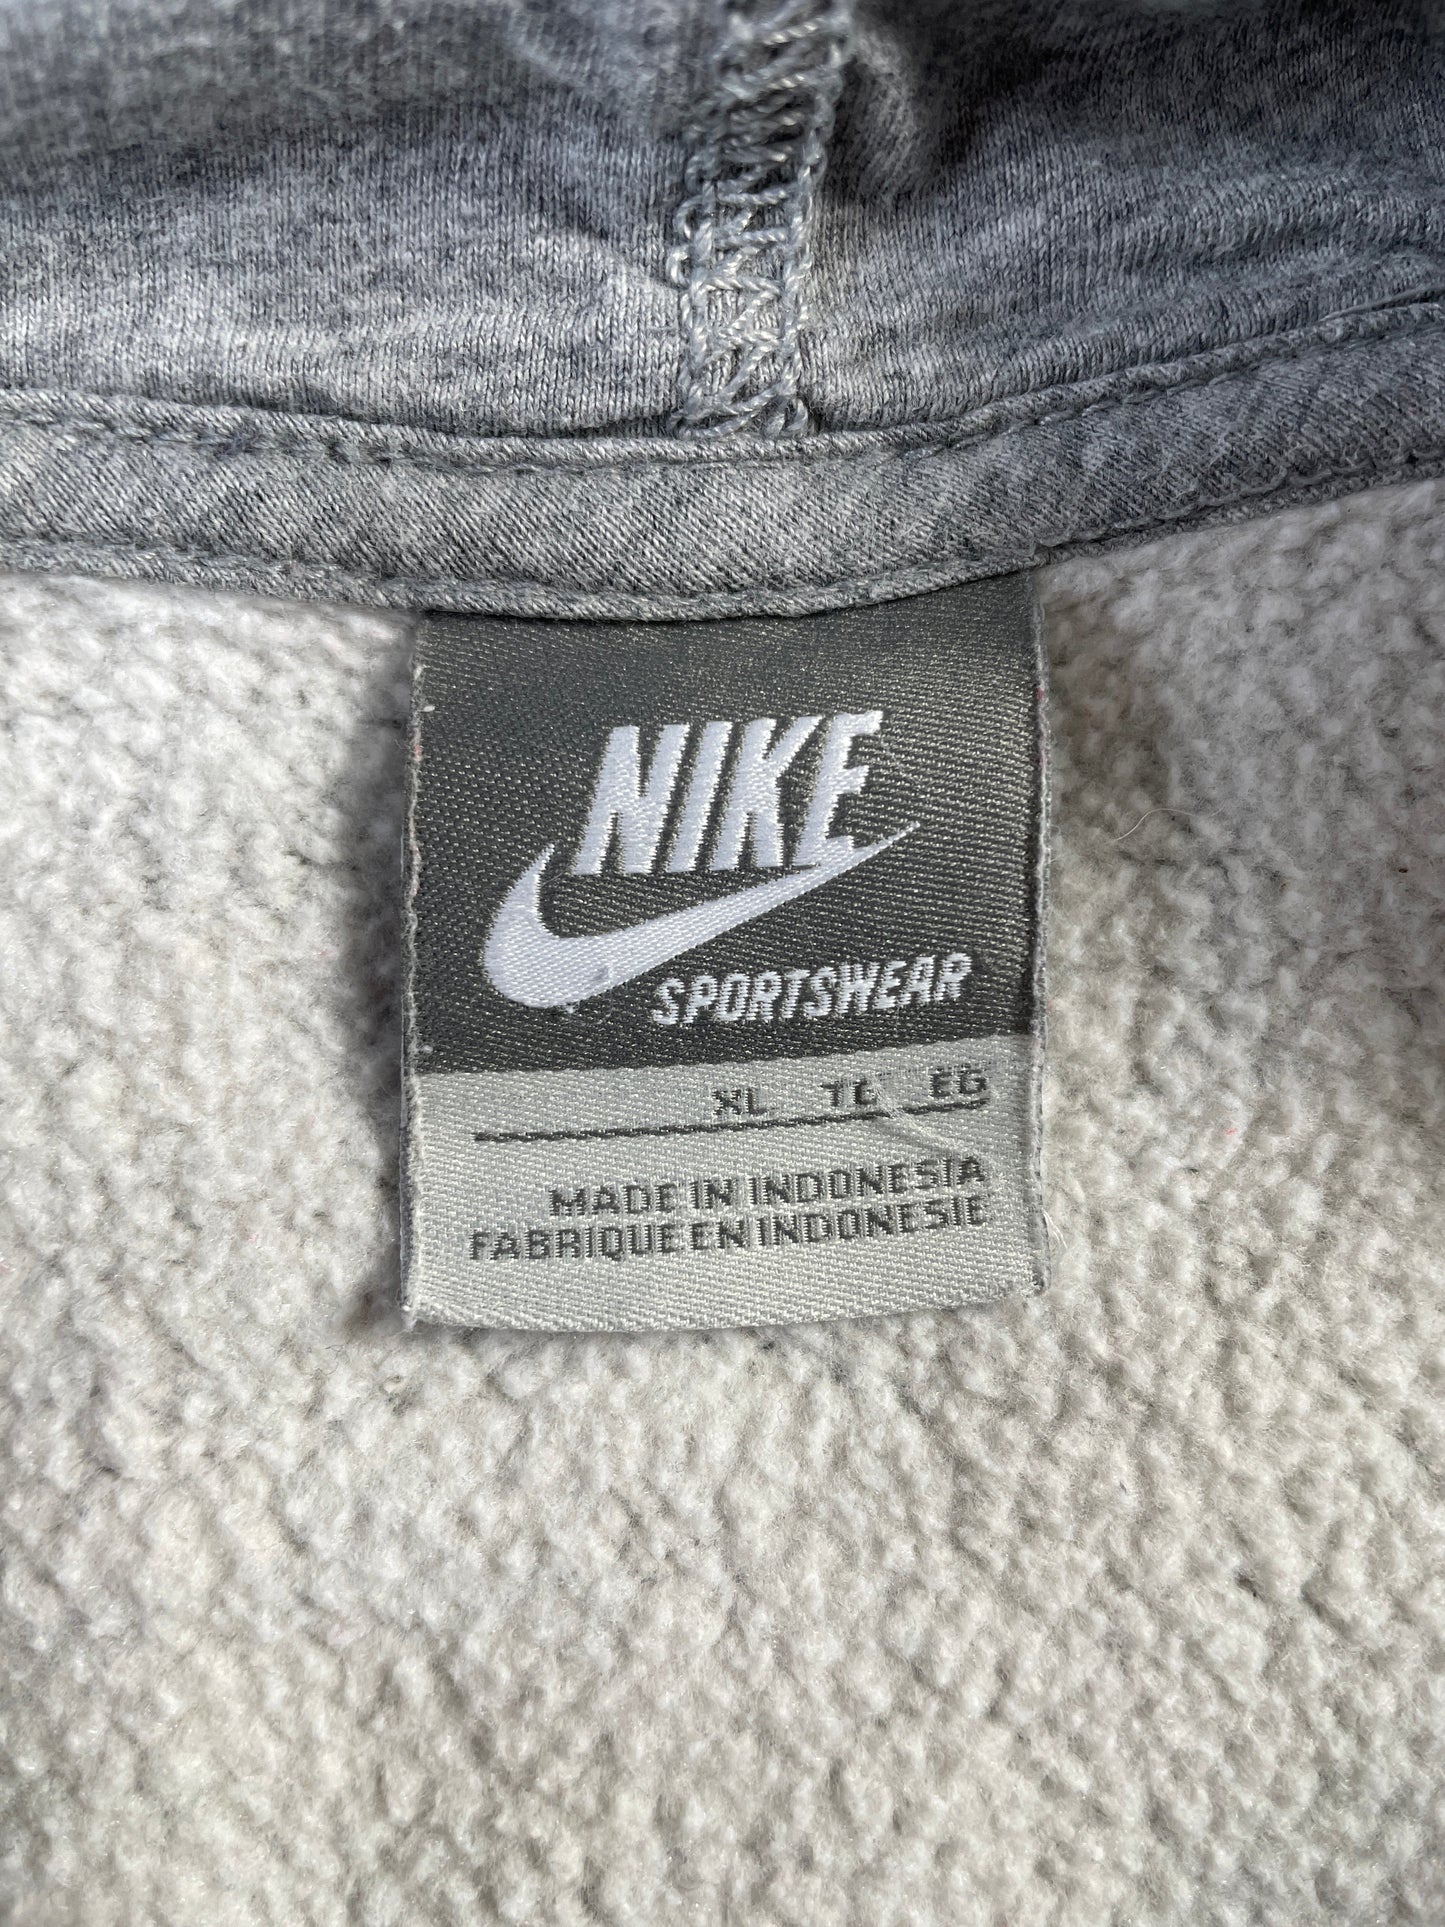 NIKE
SPORTSWEAR
XL TG EG
MADE IN INDONESIA
FABRIQUE EN INDONESIE